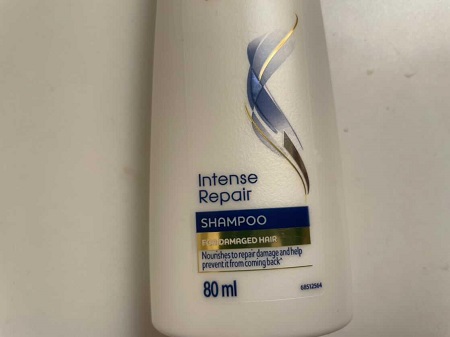 Intense
Repair
SHAMPOO
FOR DAMAGED HAIR
Nourishes to repair damage and help
prevent it from coming back*
80 ml
68512564